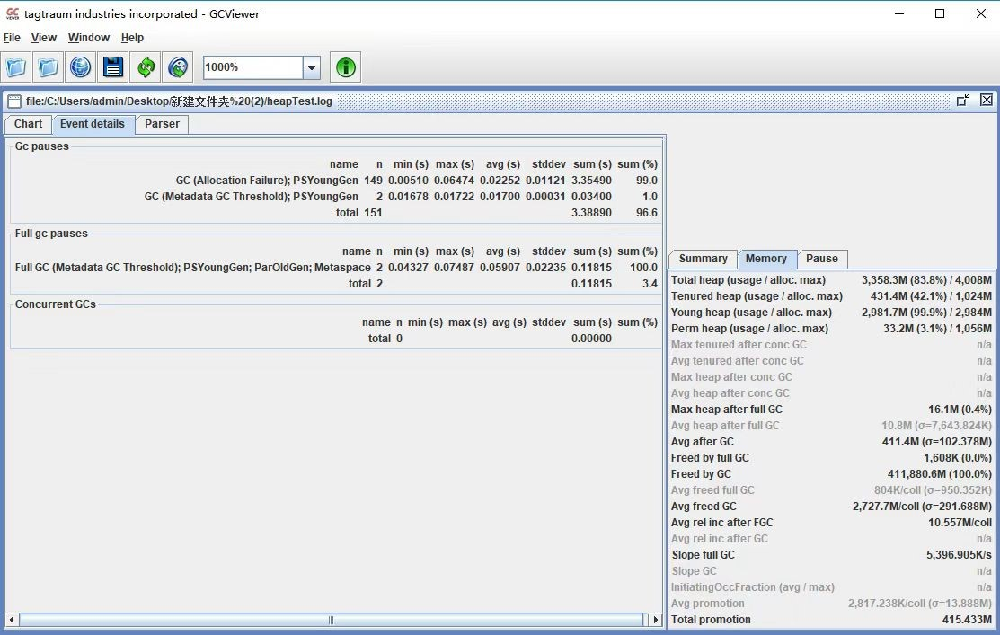 GC VIEWER tagtraum industries incorporated - GCViewer
File View Window Help
1000%
file:/C:/Users/admin/Desktop/新建文件夹%20(2)/heapTest.log
Chart Event details Parser
Gc pauses
name n min (s) max (s) avg (s) stddev sum (s) sum (%)
GC (Allocation Failure); PSYoungGen 149 0.00510 0.06474 0.02252 0.01121 3.35490 99.0
GC (Metadata GC Threshold); PSYoungGen 2 0.01678 0.01722 0.01700 0.00031 0.03400 1.0
total 151 3.38890 96.6
Full gc pauses
name n min (s) max (s) avg (s) stddev sum (s) sum (%)
Full GC (Metadata GC Threshold); PSYoungGen; ParOldGen; Metaspace 2 0.04327 0.07487 0.05907 0.02235 0.11815 100.0
total 2 0.11815 3.4
Concurrent GCs
name n min (s) max (s) avg (s) stddev sum (s) sum (%)
total 0 0.00000
Summary Memory Pause
Total heap (usage / alloc. max) 3,358.3M (83.8%) / 4,008M
Tenured heap (usage / alloc. max) 431.4M (42.1%) / 1,024M
Young heap (usage / alloc. max) 2,981.7M (99.9%) / 2,984M
Perm heap (usage / alloc. max) 33.2M (3.1%) / 1,056M
Max tenured after conc GC n/a
Avg tenured after conc GC n/a
Max heap after conc GC n/a
Avg heap after conc GC n/a
Max heap after full GC 16.1M (0.4%)
Avg heap after full GC 10.8M (σ=7,643.824K)
Avg after GC 411.4M (σ=102.378M)
Freed by full GC 1,608K (0.0%)
Freed by GC 411,880.6M (100.0%)
Avg freed full GC 804K/coll (σ=950.352K)
Avg freed GC 2,727.7M/coll (σ=291.688M)
Avg rel inc after FGC 10.557M/coll
Avg rel inc after GC n/a
Slope full GC 5,396.905K/s
Slope GC n/a
InitiatingOccFraction (avg / max) n/a
Avg promotion 2,817.238K/coll (σ=13.888M)
Total promotion 415.433M